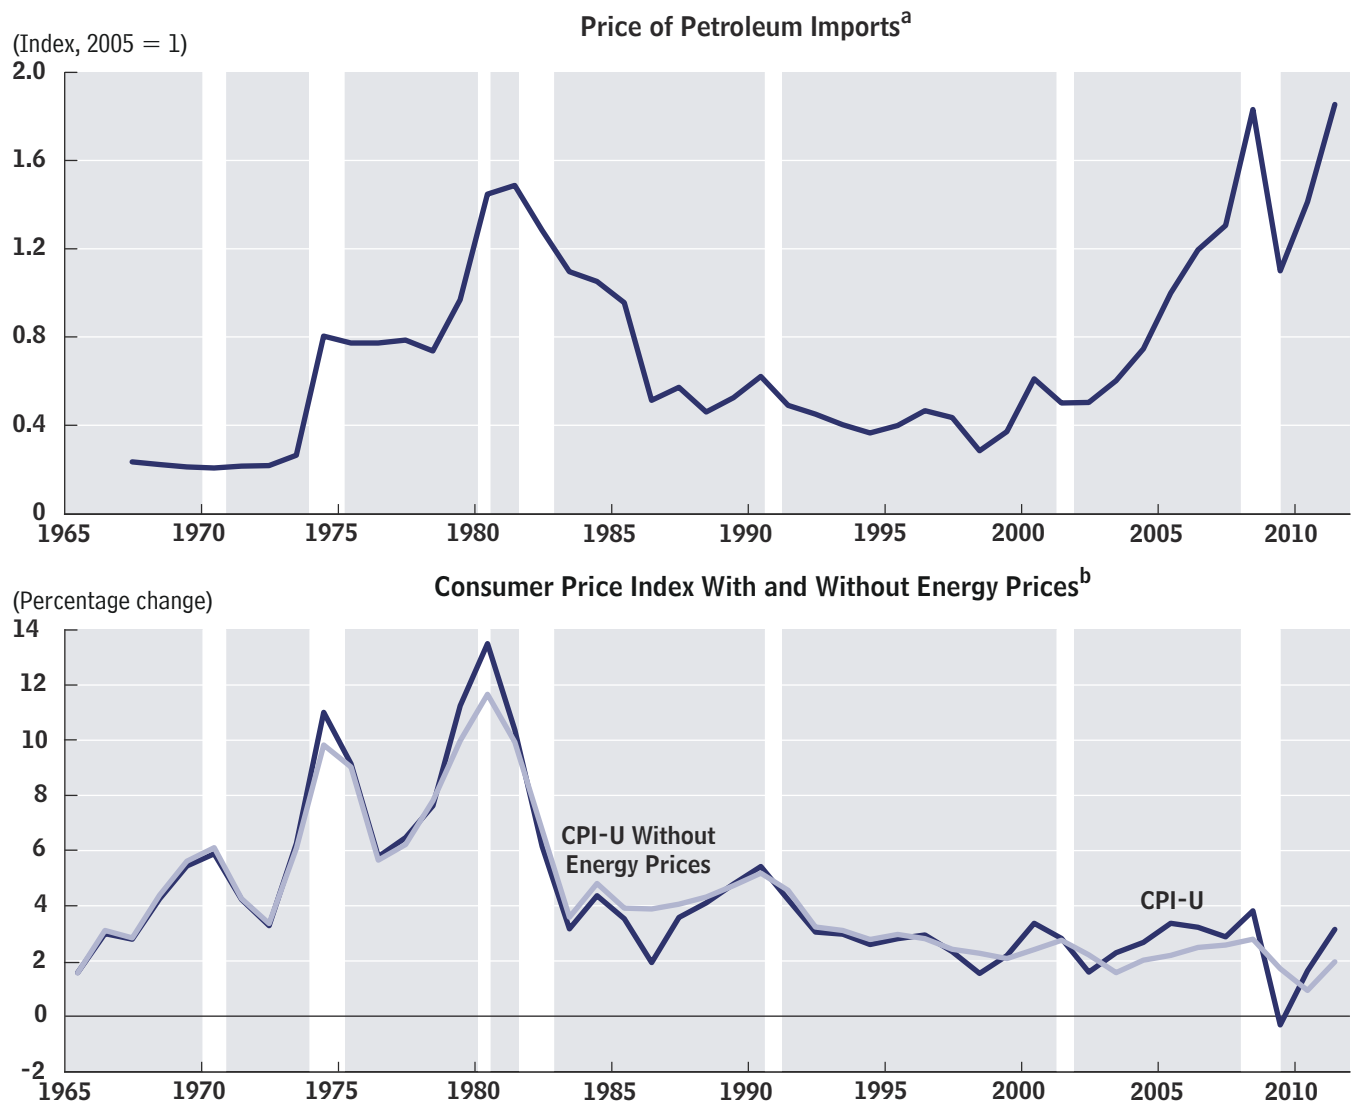 Price of Petroleum Importsa
(Index, 2005 = 1)
2.0
1.6
1.2
0.8
0.4
0
1965 1970 1975 1980 1985 1990 1995 2000 2005 2010
Consumer Price Index With and Without Energy Pricesb
(Percentage change)
14
12
10
8
6
4
2
0
-2
CPI-U Without
Energy Prices
CPI-U
1965 1970 1975 1980 1985 1990 1995 2000 2005 2010